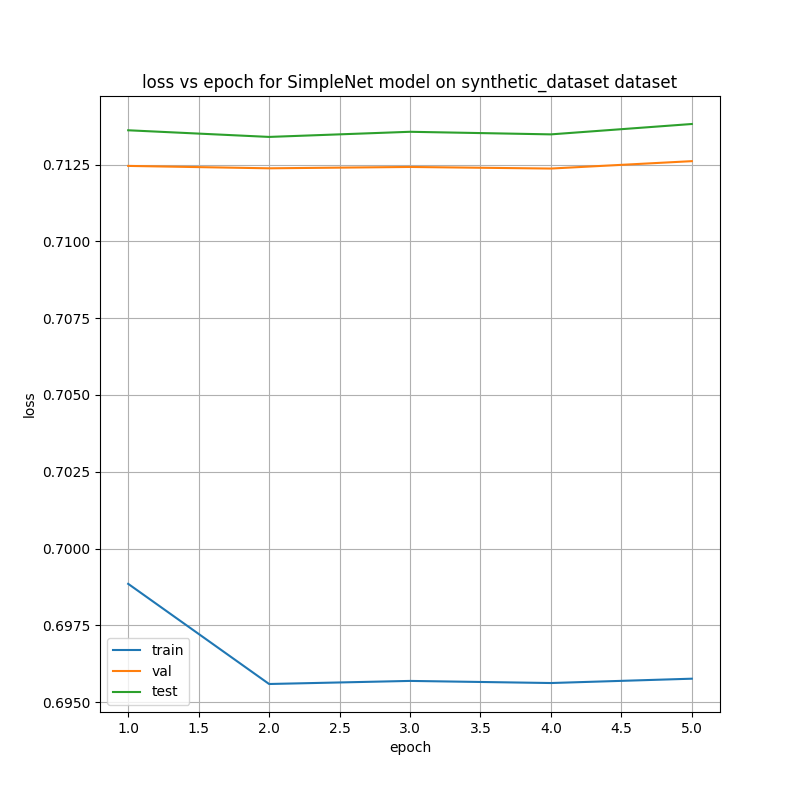 loss vs epoch for SimpleNet model on synthetic_dataset dataset
0.7125
0.7100
0.7075
0.7050
0.7025
0.7000
0.6975
0.6950
loss
train
val
test
1.0 1.5 2.0 2.5 3.0 3.5 4.0 4.5 5.0
epoch